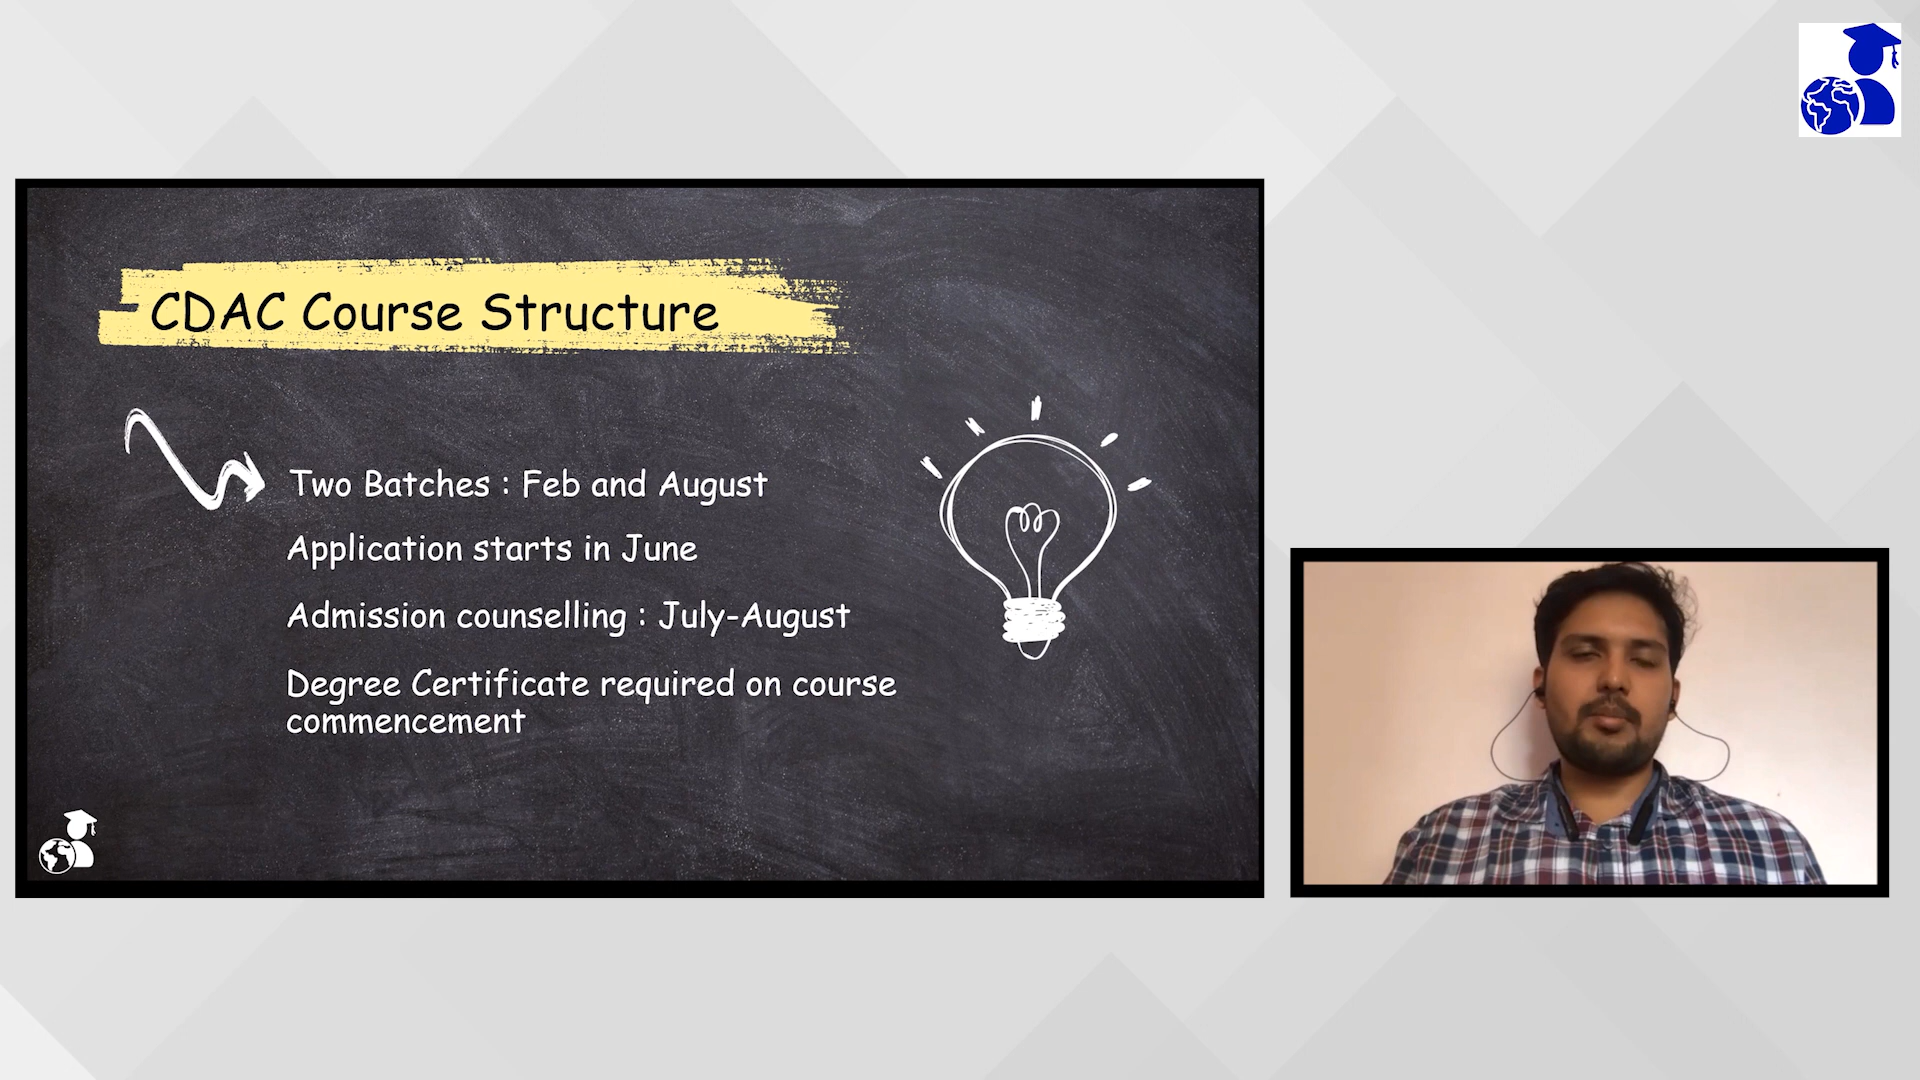 CDAC Course Structure
Two Batches : Feb and August
Application starts in June
Admission counselling : July-August
Degree Certificate required on course
commencement